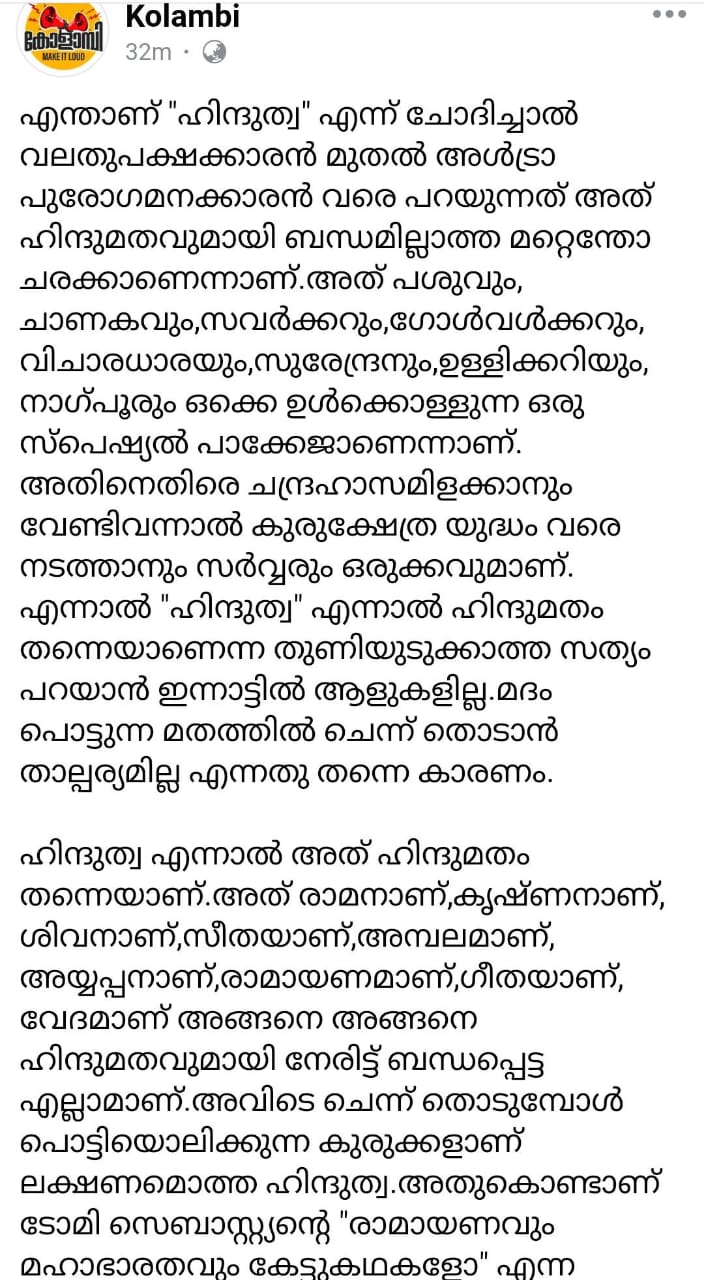 കോളാമ്പി
MAKE IT LOUD
Kolambi
32m ·
എന്താണ് "ഹിന്ദുത്വ" എന്ന് ചോദിച്ചാൽ
വലതുപക്ഷക്കാരൻ മുതൽ അൾട്രാ
പുരോഗമനക്കാരൻ വരെ പറയുന്നത് അത്
ഹിന്ദുമതവുമായി ബന്ധമില്ലാത്ത മറ്റെന്തോ
ചരക്കാണെന്നാണ്.അത് പശുവും,
ചാണകവും,സവർക്കറും,ഗോൾവൾക്കറും,
വിചാരധാരയും,സുരേന്ദ്രനും,ഉള്ളിക്കറിയും,
നാഗ്പൂരും ഒക്കെ ഉൾക്കൊള്ളുന്ന ഒരു
സ്പെഷ്യൽ പാക്കേജാണെന്നാണ്.
അതിനെതിരെ ചന്ദ്രഹാസമിളക്കാനും
വേണ്ടിവന്നാൽ കുരുക്ഷേത്ര യുദ്ധം വരെ
നടത്താനും സർവ്വരും ഒരുക്കവുമാണ്.
എന്നാൽ "ഹിന്ദുത്വ" എന്നാൽ ഹിന്ദുമതം
തന്നെയാണെന്ന തുണിയുടുക്കാത്ത സത്യം
പറയാൻ ഇന്നാട്ടിൽ ആളുകളില്ല.മദം
പൊട്ടുന്ന മതത്തിൽ ചെന്ന് തൊടാൻ
താല്പര്യമില്ല എന്നതു തന്നെ കാരണം.
ഹിന്ദുത്വ എന്നാൽ അത് ഹിന്ദുമതം
തന്നെയാണ്.അത് രാമനാണ്,കൃഷ്ണനാണ്,
ശിവനാണ്,സീതയാണ്,അമ്പലമാണ്,
അയ്യപ്പനാണ്,രാമായണമാണ്,ഗീതയാണ്,
വേദമാണ് അങ്ങനെ അങ്ങനെ
ഹിന്ദുമതവുമായി നേരിട്ട് ബന്ധപ്പെട്ട
എല്ലാമാണ്.അവിടെ ചെന്ന് തൊടുമ്പോൾ
പൊട്ടിയൊലിക്കുന്ന കുരുക്കളാണ്
ലക്ഷണമൊത്ത ഹിന്ദുത്വ.അതുകൊണ്ടാണ്
ടോമി സെബാസ്റ്റ്യന്റെ "രാമായണവും
മഹാഭാരതവും കേട്ടുകഥകളോ" എന്ന